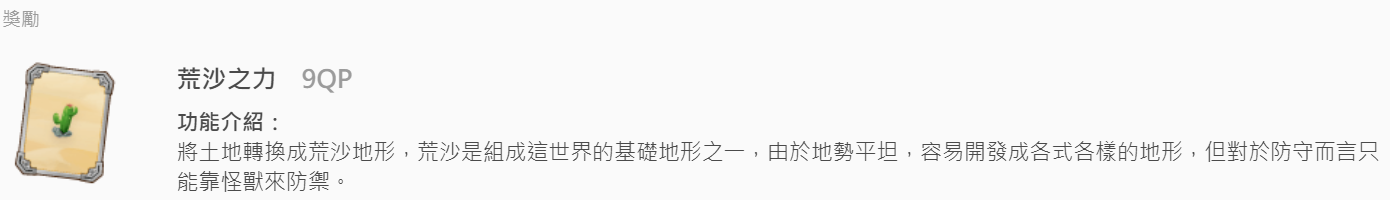 獎勵
荒沙之力 9QP
功能介紹：
將土地轉換成荒沙地形，荒沙是組成這世界的基礎地形之一，由於地勢平坦，容易開發成各式各樣的地形，但對於防守而言只
能靠怪獸來防禦。